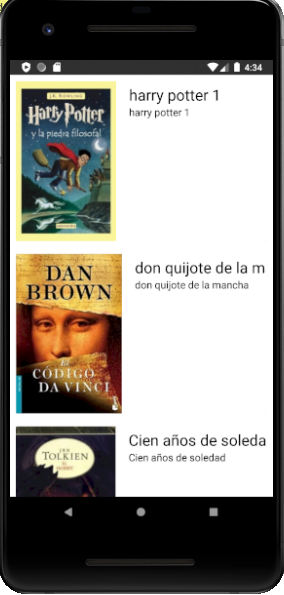 4:34
J.K. ROWLING
Harry Potter
y la piedra filosofal
harry potter 1
harry potter 1
DAN
BROWN
El
CÓDIGO
DA VINCI
don quijote de la m
don quijote de la mancha
TOLKIEN
Cien años de soleda
Cien años de soledad